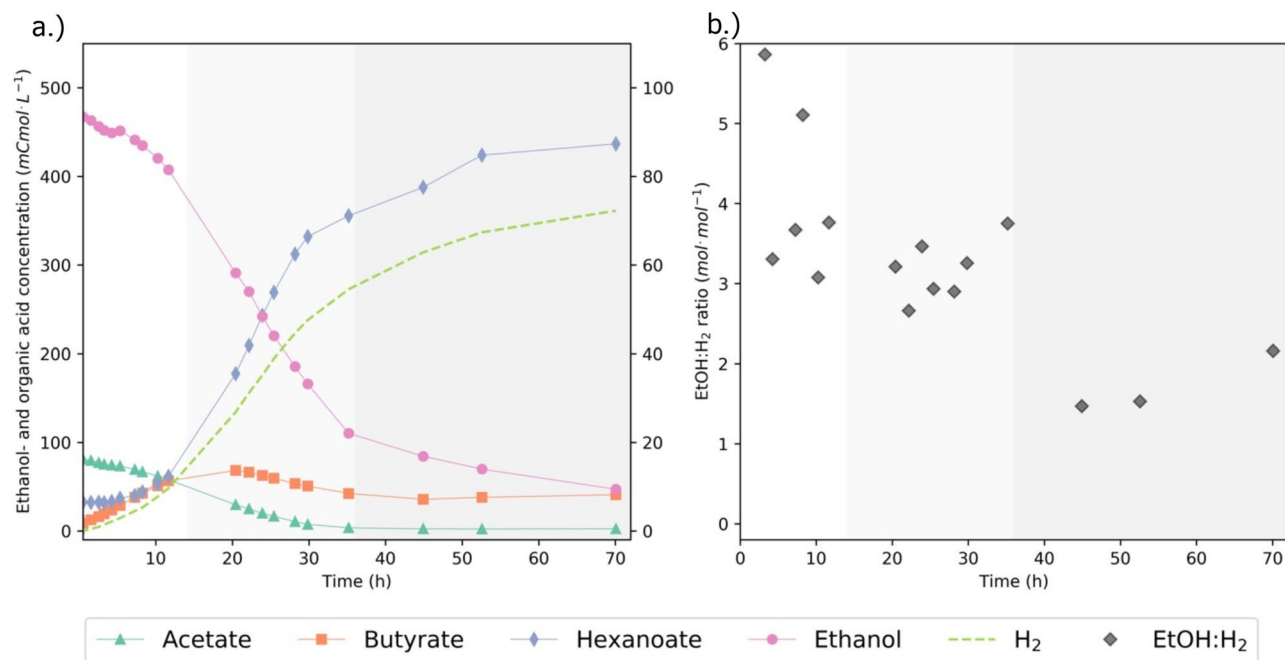 a.)
Ethanol- and organic acid concentration (mCmol·L⁻¹)
500
400
300
200
100
0
100
80
60
40
20
0
10
20
30
40
50
60
70
Time (h)
b.)
EtOH:H₂ ratio (mol·mol⁻¹)
6
5
4
3
2
1
0
0
10
20
30
40
50
60
70
Time (h)
Acetate
Butyrate
Hexanoate
Ethanol
H₂
EtOH:H₂